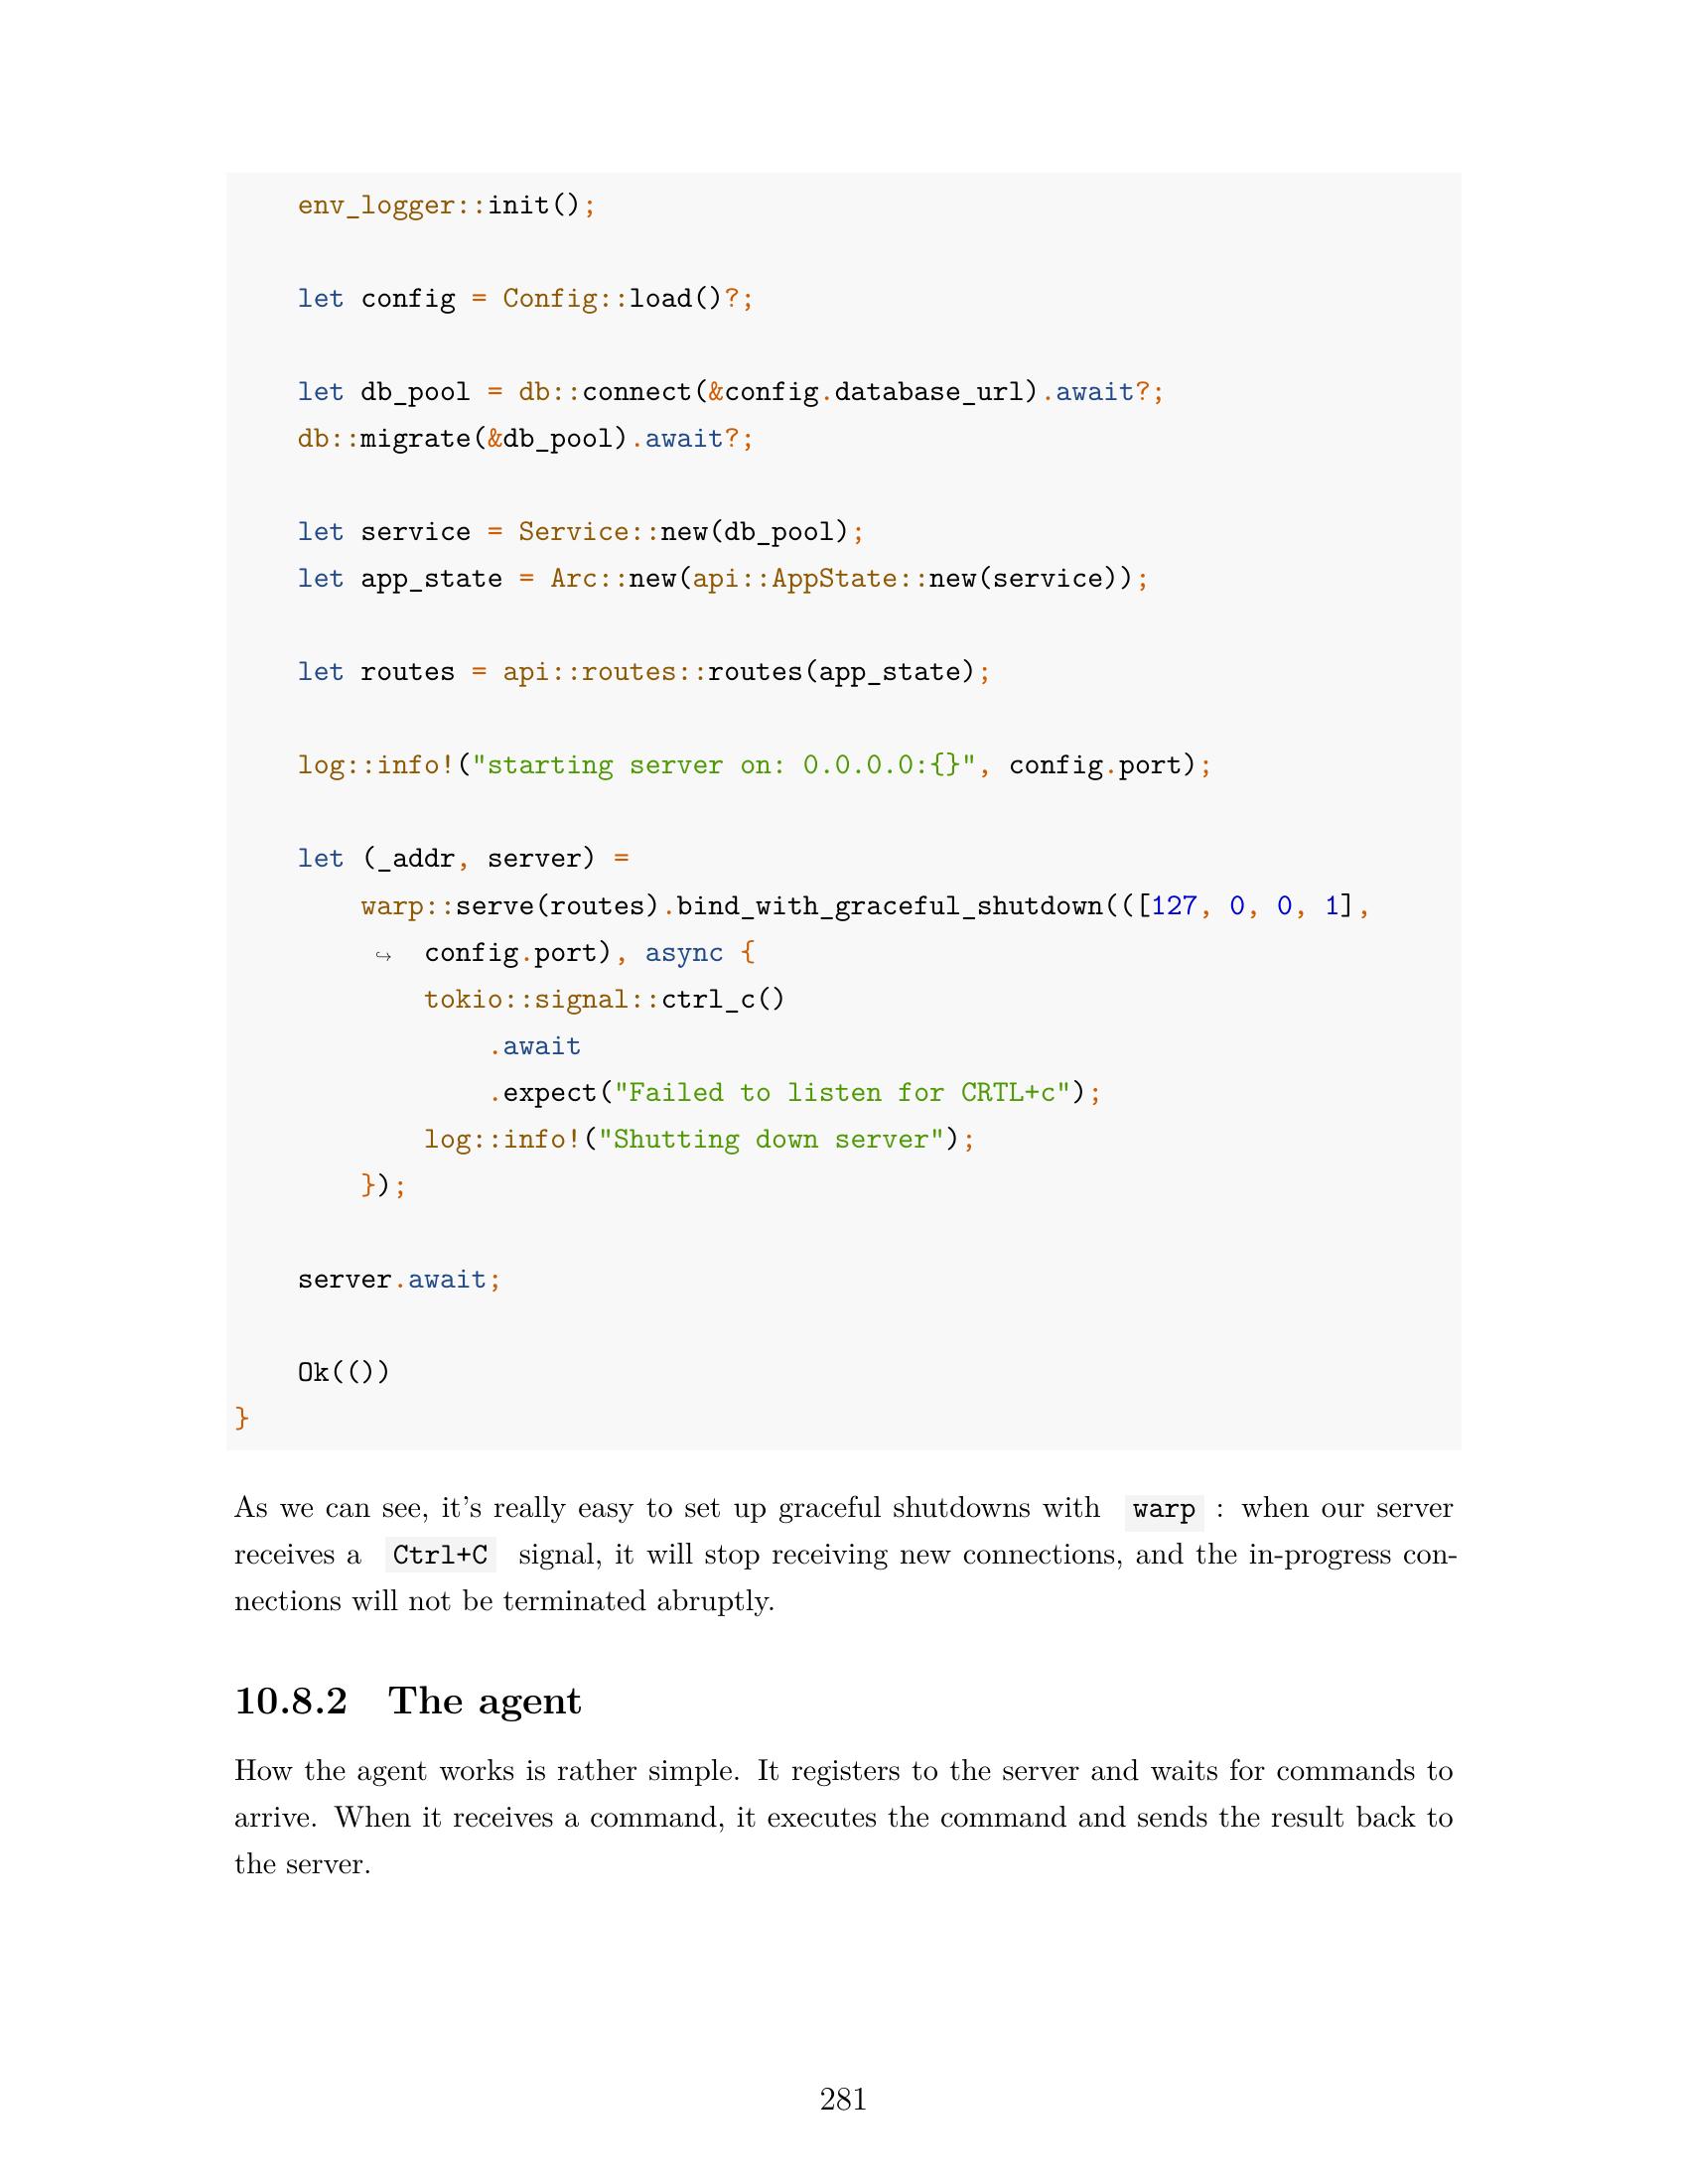 env_logger::init();
let config = Config::load()?;
let db_pool = db::connect(&config.database_url).await?;
db::migrate(&db_pool).await?;
let service = Service::new(db_pool);
let app_state = Arc::new(api::AppState::new(service));
let routes = api::routes::routes(app_state);
log::info!("starting server on: 0.0.0.0:{}", config.port);
let (_addr, server) =
warp::serve(routes).bind_with_graceful_shutdown(([127, 0, 0, 1],
↪ config.port), async {
tokio::signal::ctrl_c()
.await
.expect("Failed to listen for CRTL+c");
log::info!("Shutting down server");
});
server.await;
Ok(())
}
As we can see, it's really easy to set up graceful shutdowns with warp : when our server
receives a Ctrl+C signal, it will stop receiving new connections, and the in-progress con-
nections will not be terminated abruptly.
10.8.2 The agent
How the agent works is rather simple. It registers to the server and waits for commands to
arrive. When it receives a command, it executes the command and sends the result back to
the server.
281